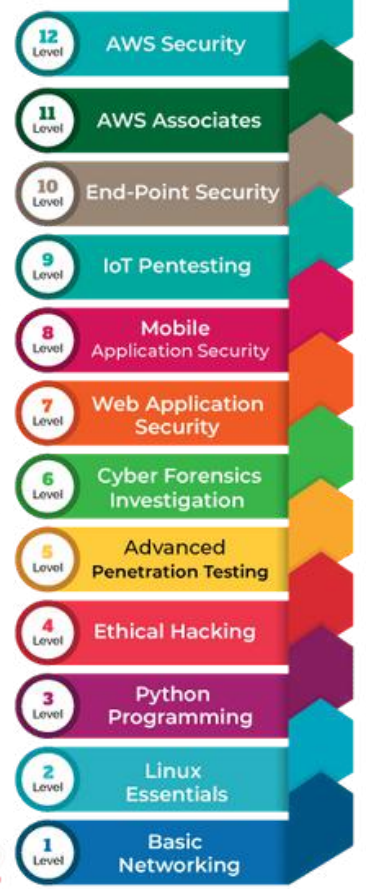 12
Level
AWS Security
11
Level
AWS Associates
10
Level
End-Point Security
9
Level
IoT Pentesting
8
Level
Mobile
Application Security
7
Level
Web Application
Security
6
Level
Cyber Forensics
Investigation
5
Level
Advanced
Penetration Testing
4
Level
Ethical Hacking
3
Level
Python
Programming
2
Level
Linux
Essentials
1
Level
Basic
Networking